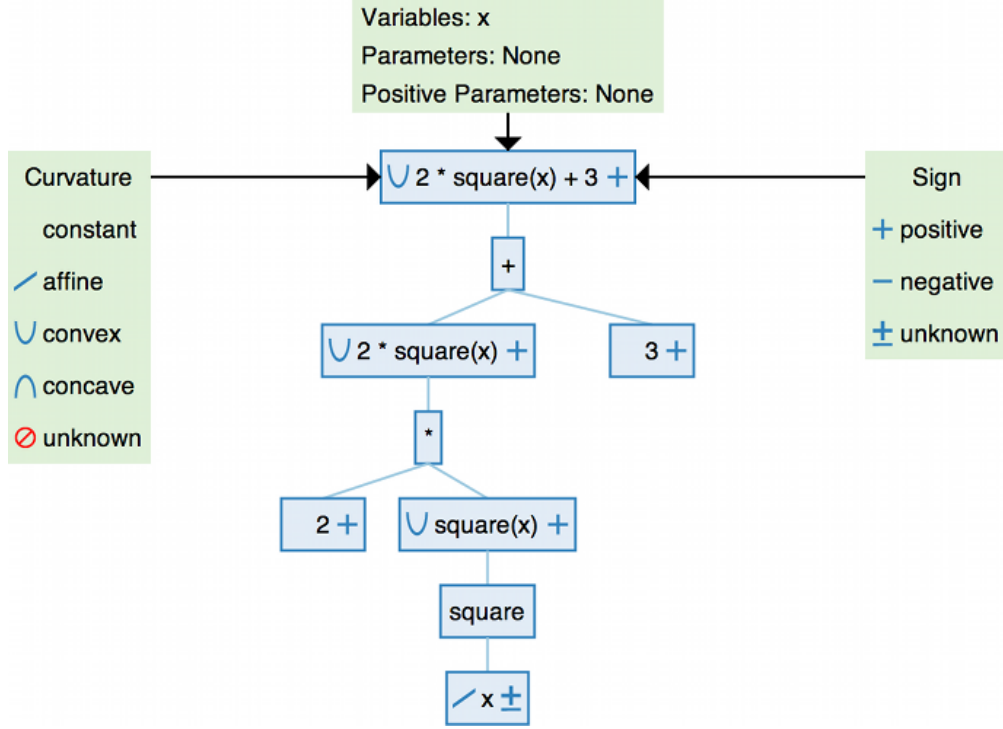 Variables: x
Parameters: None
Positive Parameters: None
Curvature
constant
affine
convex
concave
unknown
2 * square(x) + 3 +
Sign
+ positive
− negative
± unknown
+
2 * square(x) +
3 +
*
2 +
square(x) +
square
x ±